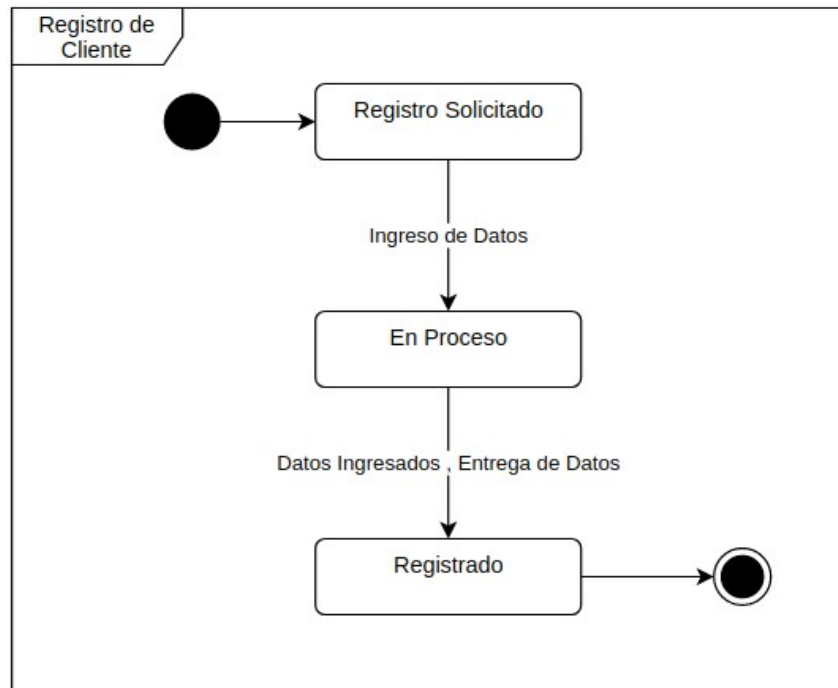 Registro de
Cliente
Registro Solicitado
Ingreso de Datos
En Proceso
Datos Ingresados , Entrega de Datos
Registrado